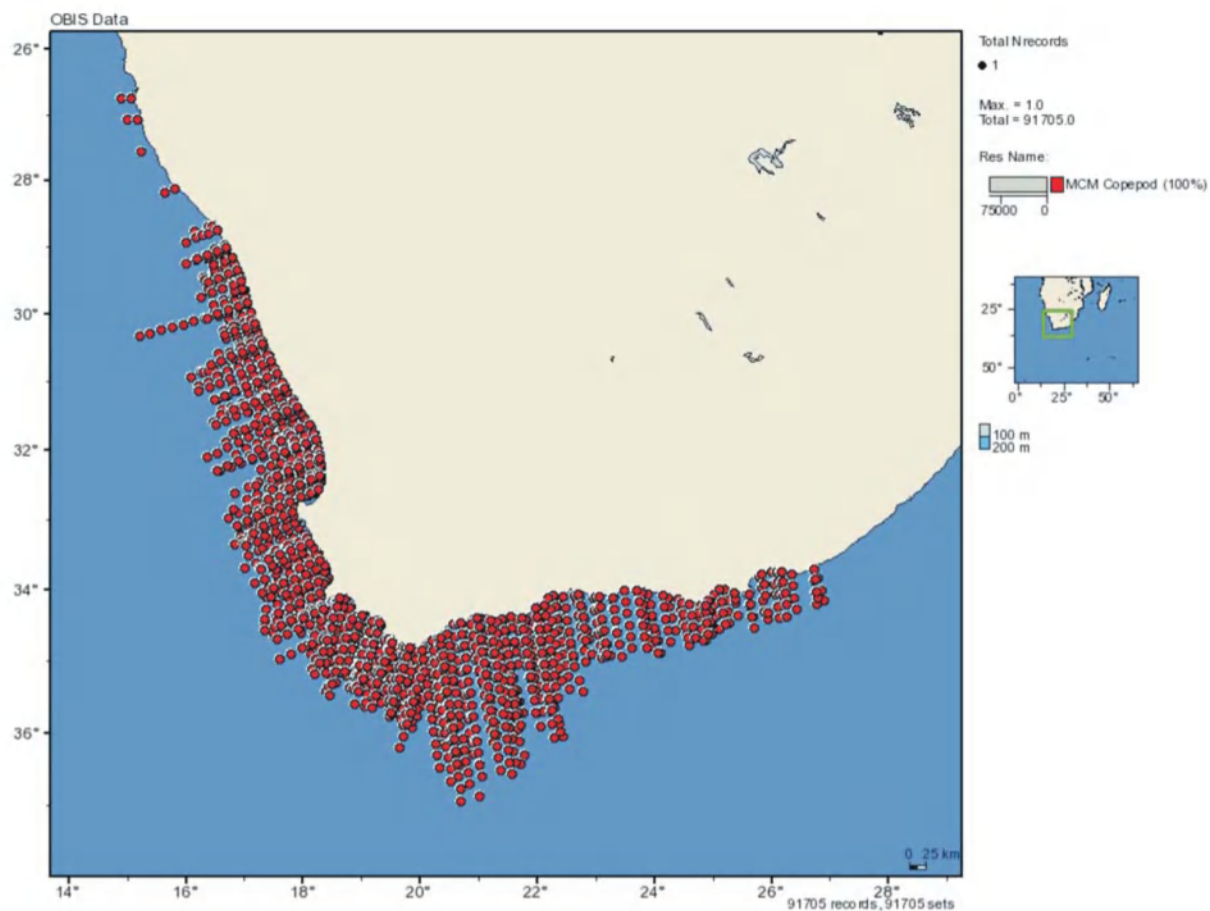 OBIS Data
26°
28°
30°
32°
34°
36°
14°
16°
18°
20°
22°
24°
26°
28°
0 25 km
91705 records, 91705 sets
Total Nrecords
1
Max. = 1.0
Total = 91705.0
Res Name:
MCM Copepod (100%)
75000 0
25°
50°
0° 25° 50°
100 m
200 m